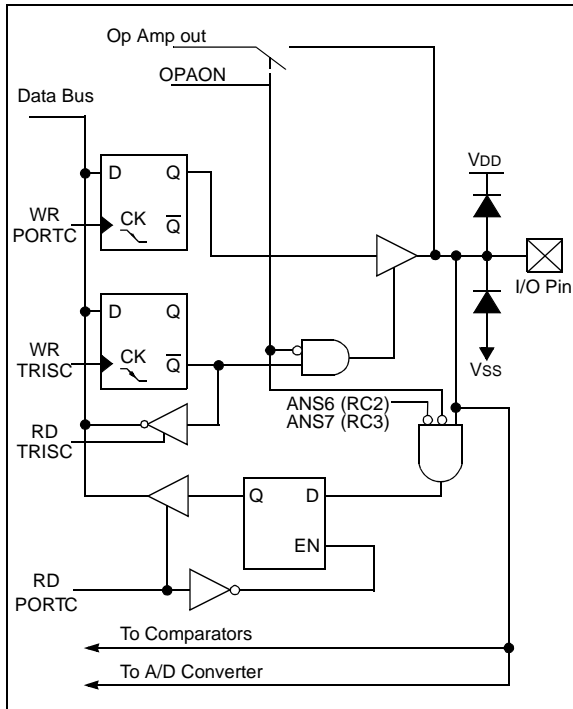 Op Amp out
OPAON
Data Bus
D Q
WR
PORTC
CK Q
VDD
I/O Pin
D Q
WR
TRISC
CK Q
VSS
ANS6 (RC2)
ANS7 (RC3)
RD
TRISC
Q D
EN
RD
PORTC
To Comparators
To A/D Converter